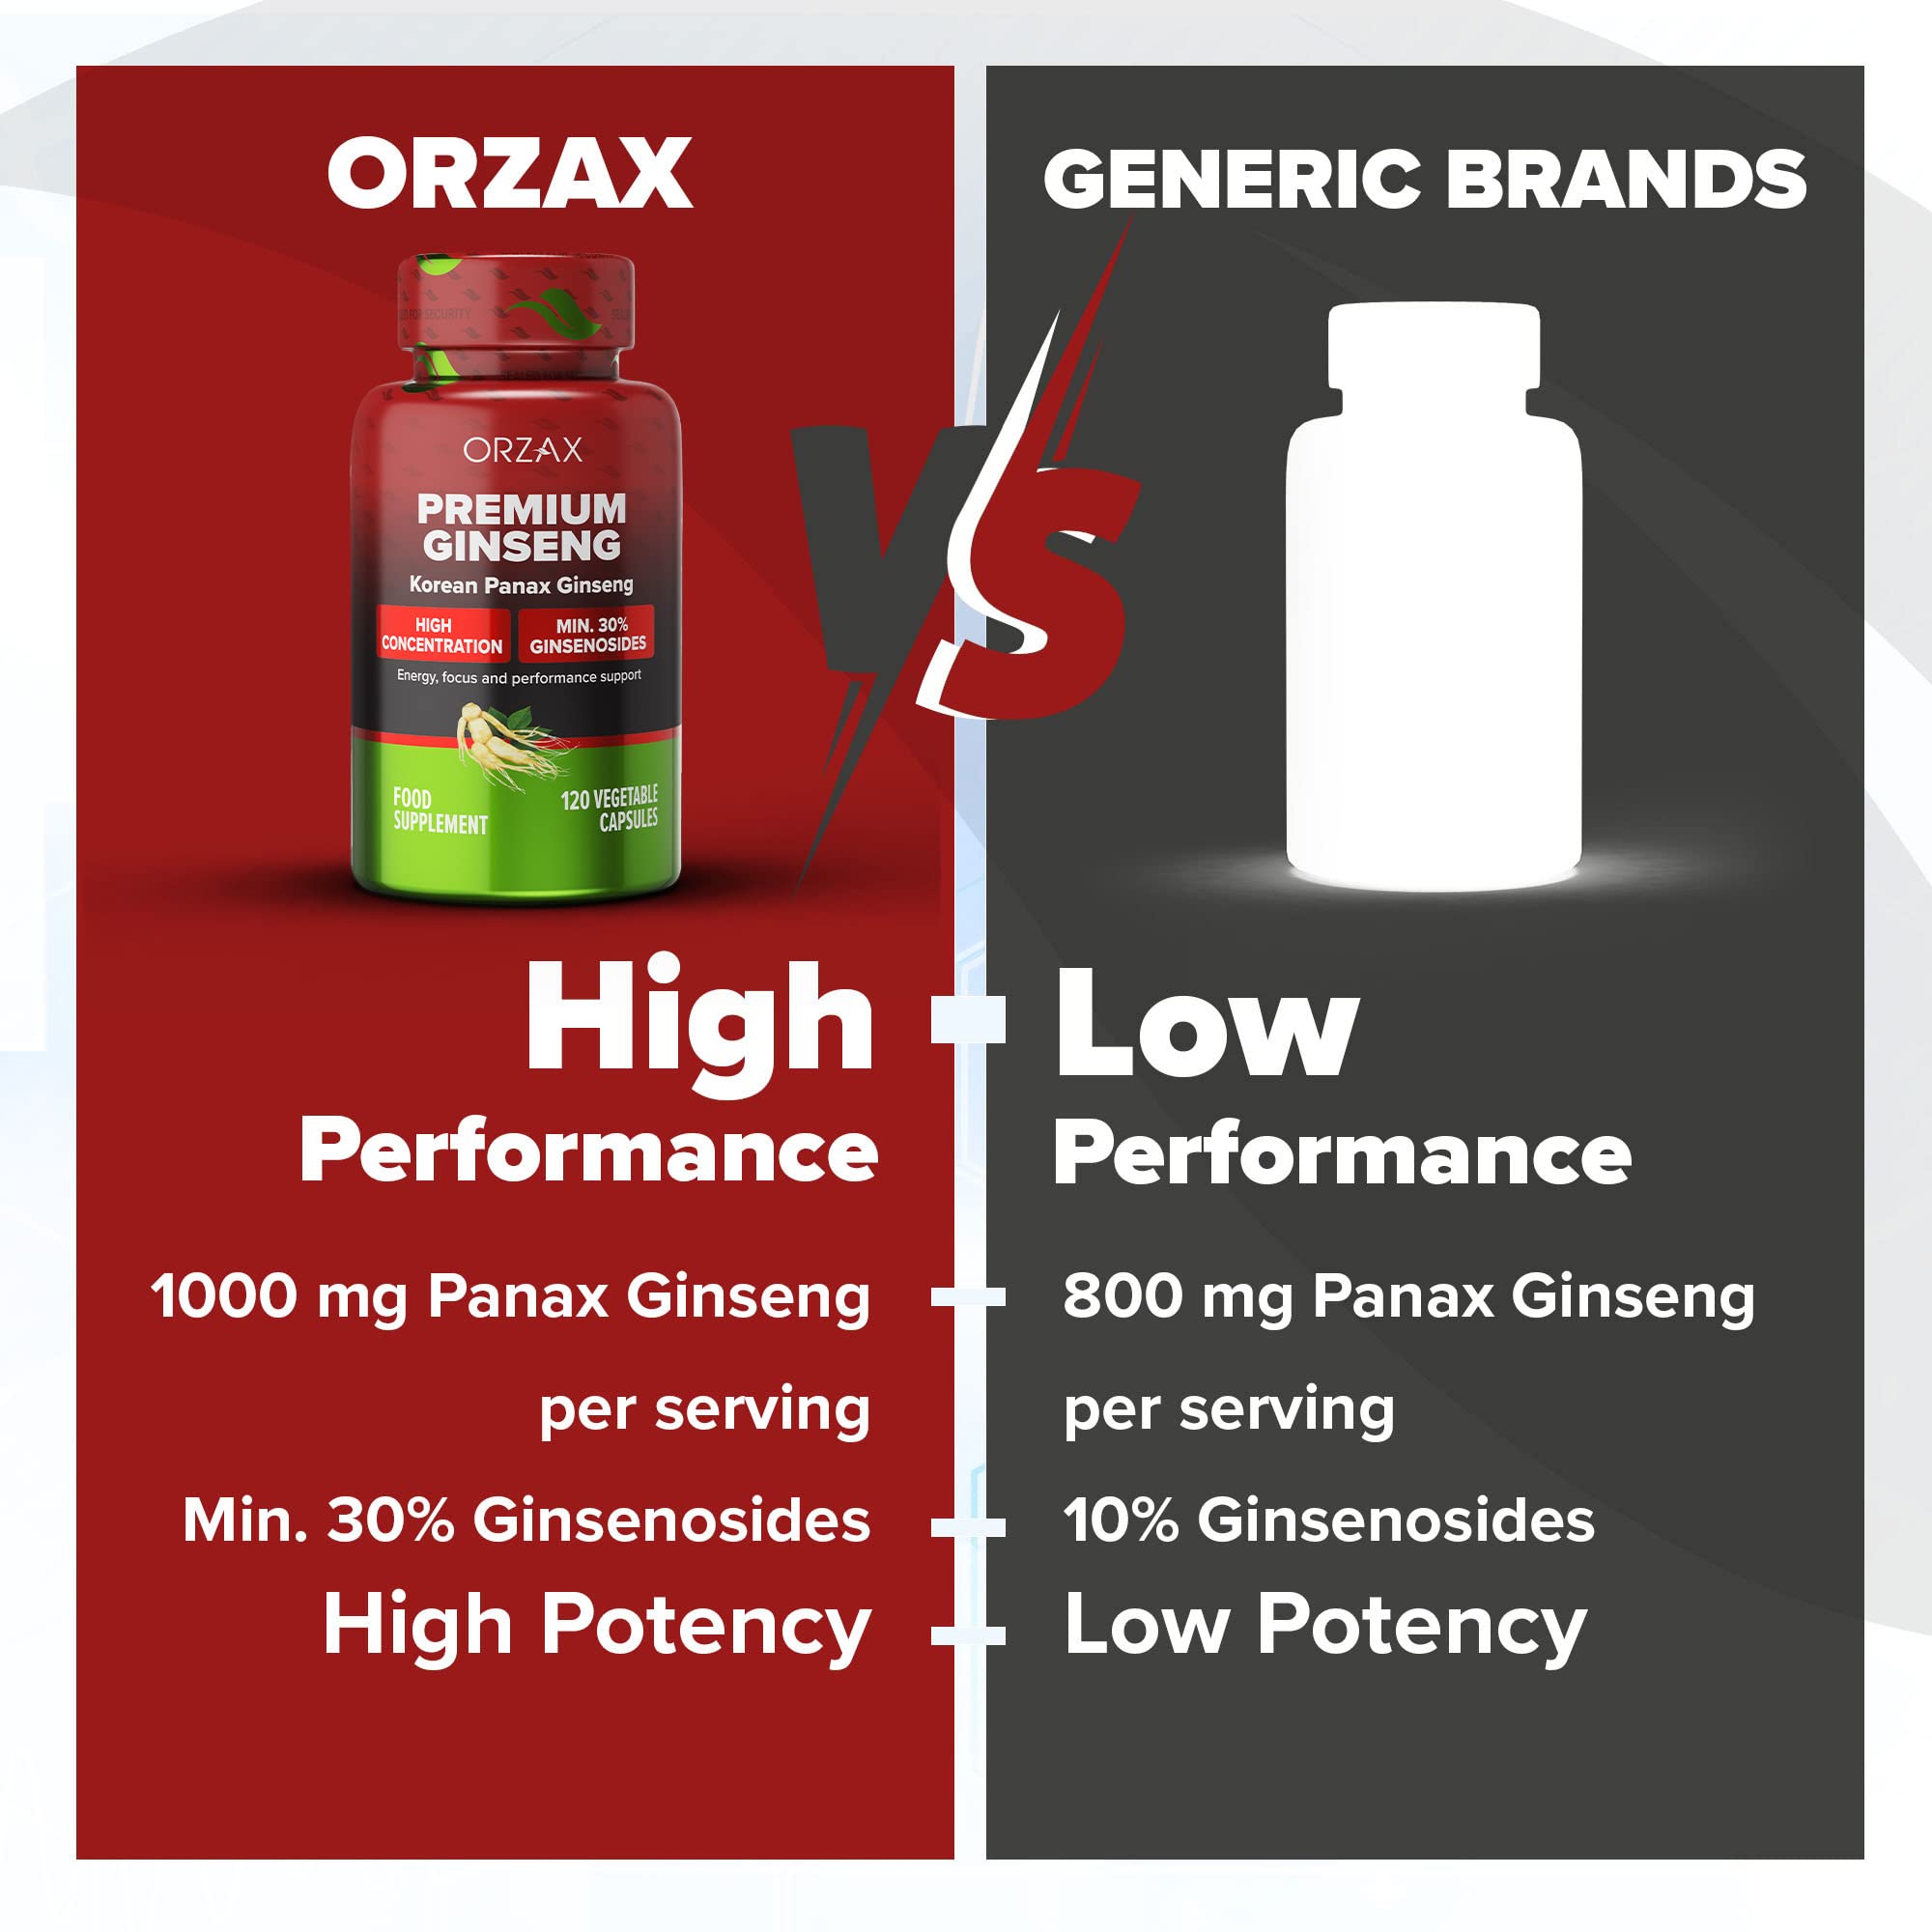 ORZAX
ORZAX
PREMIUM
GINSENG
Korean Panax Ginseng
HIGH
CONCENTRATION
MIN. 30%
GINSENOSIDES
Energy, focus and performance support
FOOD
SUPPLEMENT
120 VEGETABLE
CAPSULES
VS
GENERIC BRANDS
High
Performance
1000 mg Panax Ginseng
per serving
Min. 30% Ginsenosides
High Potency
Low
Performance
800 mg Panax Ginseng
per serving
10% Ginsenosides
Low Potency